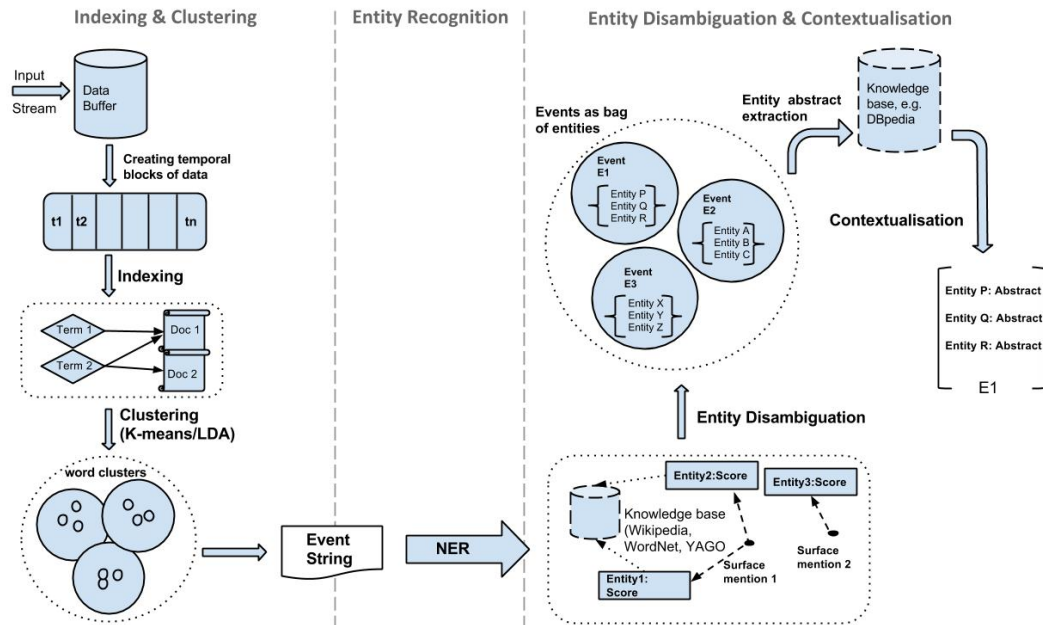 Indexing & Clustering
Entity Recognition
Entity Disambiguation & Contextualisation
Input
Stream
Data
Buffer
Creating temporal
blocks of data
t1 t2 tn
Indexing
Term 1
Term 2
Doc 1
Doc 2
Clustering
(K-means/LDA)
word clusters
Event
String
NER
Events as bag
of entities
Event
E1
Entity P
Entity Q
Entity R
Event
E2
Entity A
Entity B
Entity C
Event
E3
Entity X
Entity Y
Entity Z
Entity abstract
extraction
Knowledge
base, e.g.
DBpedia
Contextualisation
Entity P: Abstract
Entity Q: Abstract
Entity R: Abstract
E1
Entity Disambiguation
Entity2:Score
Entity3:Score
Knowledge base
(Wikipedia,
WordNet, YAGO
Surface
mention 1
Surface
mention 2
Entity1:
Score